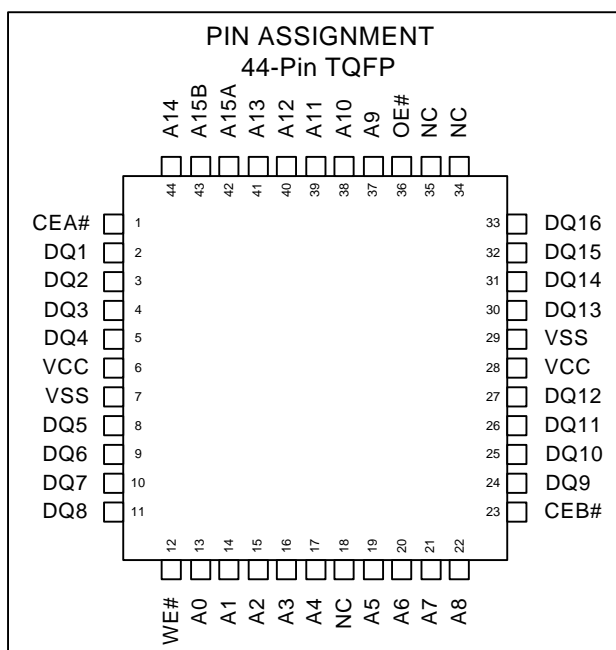 PIN ASSIGNMENT
44-Pin TQFP
A14 A15B A15A A13 A12 A11 A10 A9 OE# NC NC
44 43 42 41 40 39 38 37 36 35 34
CEA# 1 33 DQ16
DQ1 2 32 DQ15
DQ2 3 31 DQ14
DQ3 4 30 DQ13
DQ4 5 29 VSS
VCC 6 28 VCC
VSS 7 27 DQ12
DQ5 8 26 DQ11
DQ6 9 25 DQ10
DQ7 10 24 DQ9
DQ8 11 23 CEB#
12 13 14 15 16 17 18 19 20 21 22
WE# A0 A1 A2 A3 A4 NC A5 A6 A7 A8